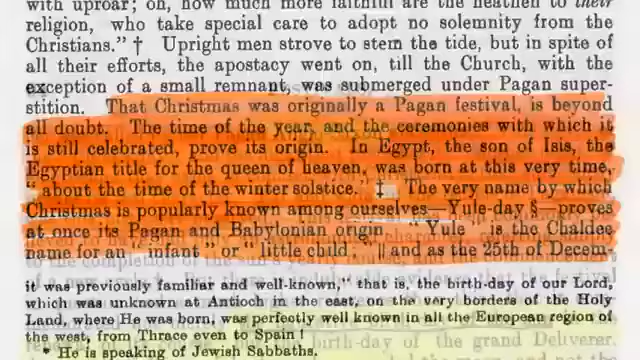 with uproar; oh, how much more faithful are the heathen to their
religion, who take special care to adopt no solemnity from the
Christians." † Upright men strove to stem the tide, but in spite of
all their efforts, the apostacy went on, till the Church, with the
exception of a small remnant, was submerged under Pagan super-
stition. That Christmas was originally a Pagan festival, is beyond
all doubt. The time of the year, and the ceremonies with which it
is still celebrated, prove its origin. In Egypt, the son of Isis, the
Egyptian title for the queen of heaven, was born at this very time,
"about the time of the winter solstice." ‡ The very name by which
Christmas is popularly known among ourselves—Yule-day §—proves
at once its Pagan and Babylonian origin "Yule is the Chaldee
name for an "infant" or "little child." || and as the 25th of Decem-
it was previously familiar and well-known," that is, the birth-day of our Lord,
which was unknown at Antioch in the east, on the very borders of the Holy
Land, where He was born, was perfectly well known in all the European region of
the west, from Thrace even to Spain!
birth-day of the grand Deliverer.
* He is speaking of Jewish Sabbaths.